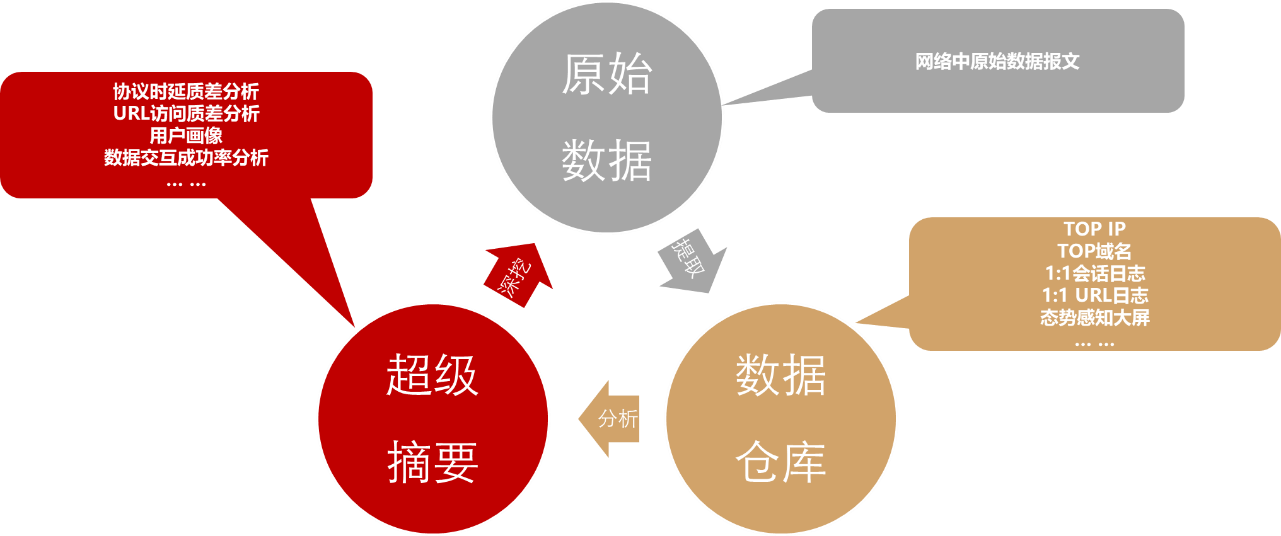 原始
数据
网络中原始数据报文
协议时延质差分析
URL访问质差分析
用户画像
数据交互成功率分析
... ...
TOP IP
TOP域名
1:1会话日志
1:1 URL日志
态势感知大屏
... ...
深挖
提取
超级
摘要
分析
数据
仓库